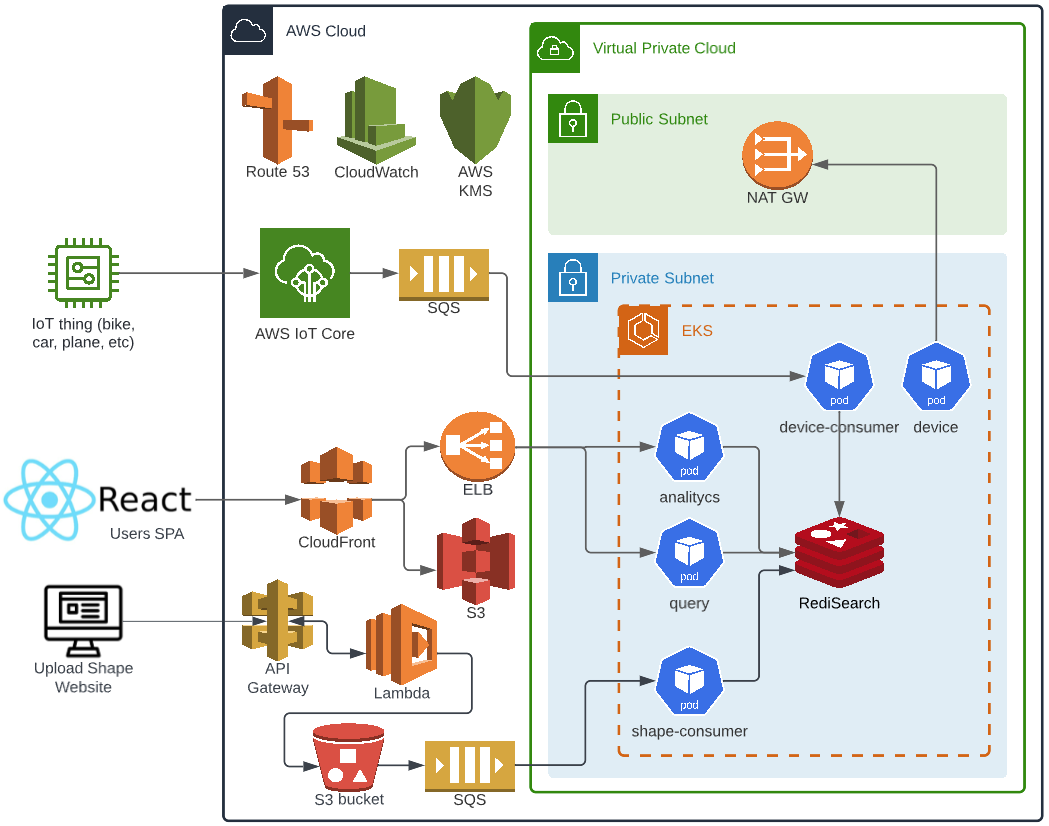 AWS Cloud
Virtual Private Cloud
Public Subnet
Route 53
CloudWatch
AWS
KMS
NAT GW
Private Subnet
IoT thing (bike,
car, plane, etc)
AWS IoT Core
SQS
EKS
pod
device-consumer
pod
device
React
Users SPA
CloudFront
ELB
S3
pod
analitycs
pod
query
RediSearch
Upload Shape
Website
API
Gateway
Lambda
pod
shape-consumer
S3 bucket
SQS